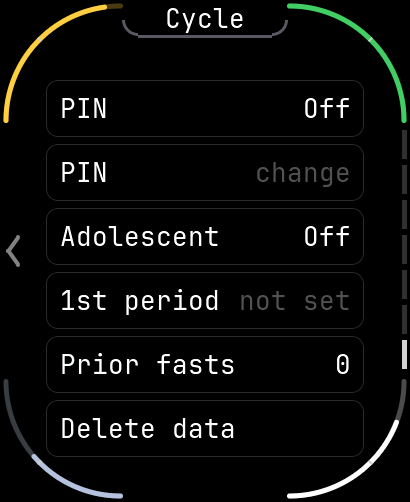 Cycle
PIN Off
PIN change
Adolescent Off
1st period not set
Prior fasts 0
Delete data